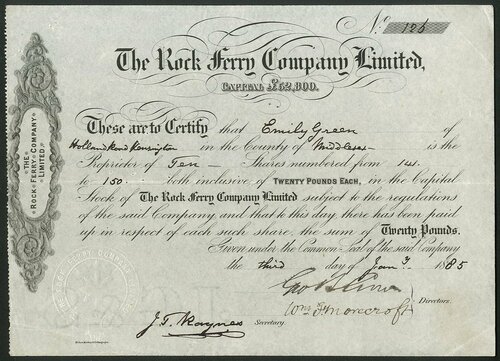 No. 125
The Rock Ferry Company Limited,
CAPITAL £62,800.
These are to Certify that Emily Green of
Holland Road Kensington in the County of Middlesex is the
Proprietor of Ten Shares numbered from 141
to 150 both inclusive of TWENTY POUNDS EACH, in the Capital
Stock of THE ROCK FERRY COMPANY LIMITED subject to the regulations
of the said Company and that to this day there has been paid
up in respect of each such share, the sum of Twenty Pounds.
Given under the Common Seal of the said Company
the third day of Jany. 1885
Directors.
Wm. Moncroft
J. T. Raynes Secretary.
THE
ROCK FERRY COMPANY
LIMITED.